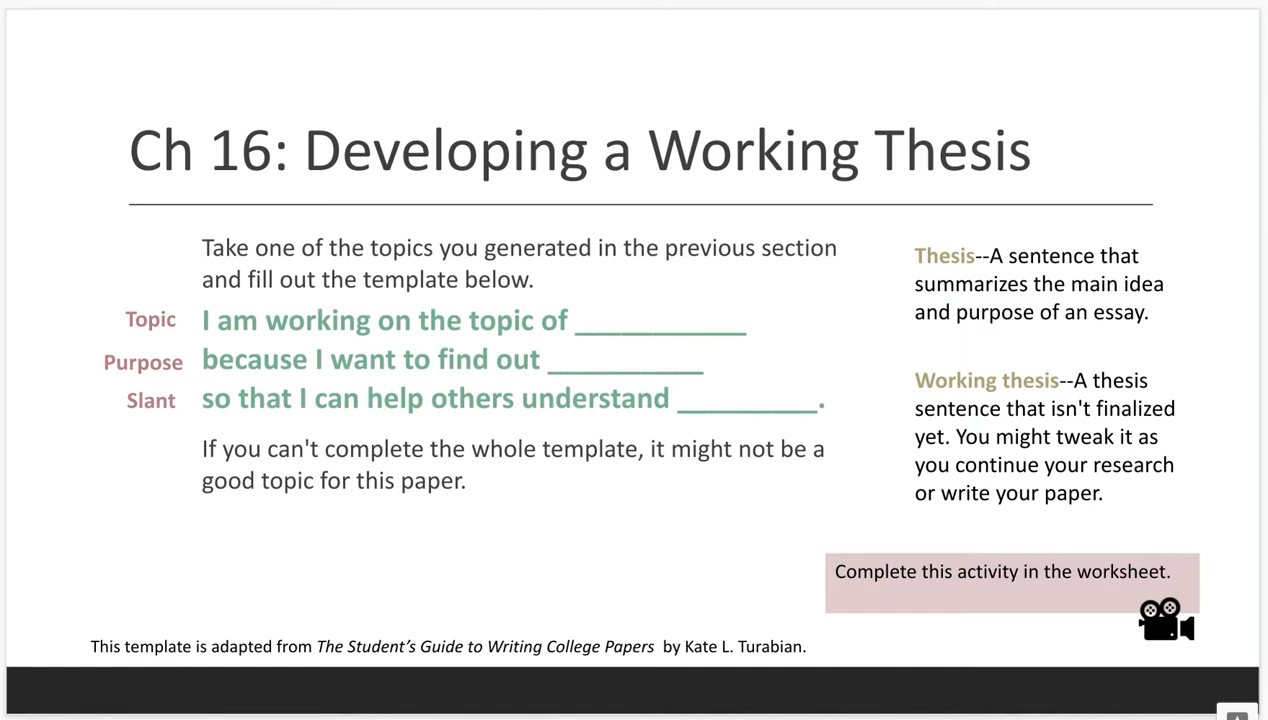 Ch 16: Developing a Working Thesis
Take one of the topics you generated in the previous section
and fill out the template below.
Topic I am working on the topic of ___________
Purpose because I want to find out __________
Slant so that I can help others understand _________.
If you can't complete the whole template, it might not be a
good topic for this paper.
Thesis--A sentence that
summarizes the main idea
and purpose of an essay.
Working thesis--A thesis
sentence that isn't finalized
yet. You might tweak it as
you continue your research
or write your paper.
Complete this activity in the worksheet.
This template is adapted from The Student’s Guide to Writing College Papers by Kate L. Turabian.